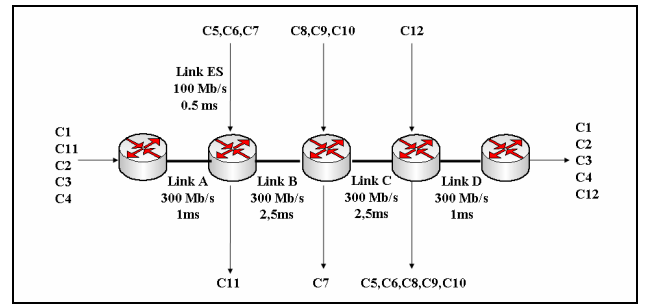 C5,C6,C7
C8,C9,C10
C12
Link ES
100 Mb/s
0.5 ms
C1
C11
C2
C3
C4
Link A
300 Mb/s
1ms
Link B
300 Mb/s
2,5ms
Link C
300 Mb/s
2,5ms
Link D
300 Mb/s
1ms
C1
C2
C3
C4
C12
C11
C7
C5,C6,C8,C9,C10